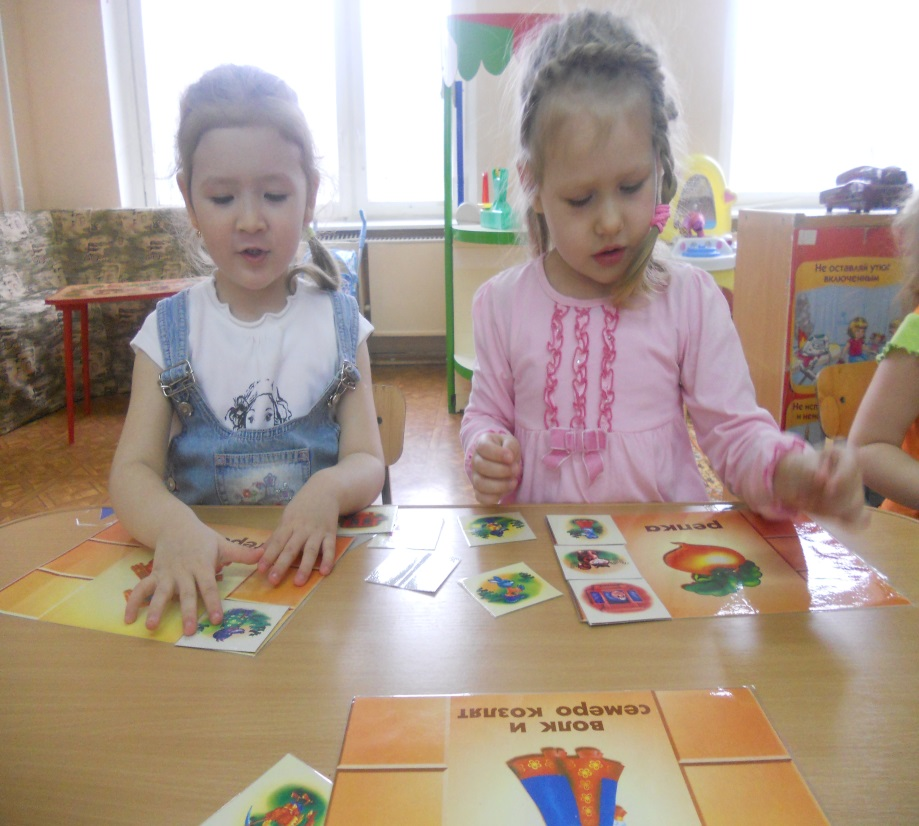 Не оставляй утюг
включенным
репка
волк и
семеро козлят